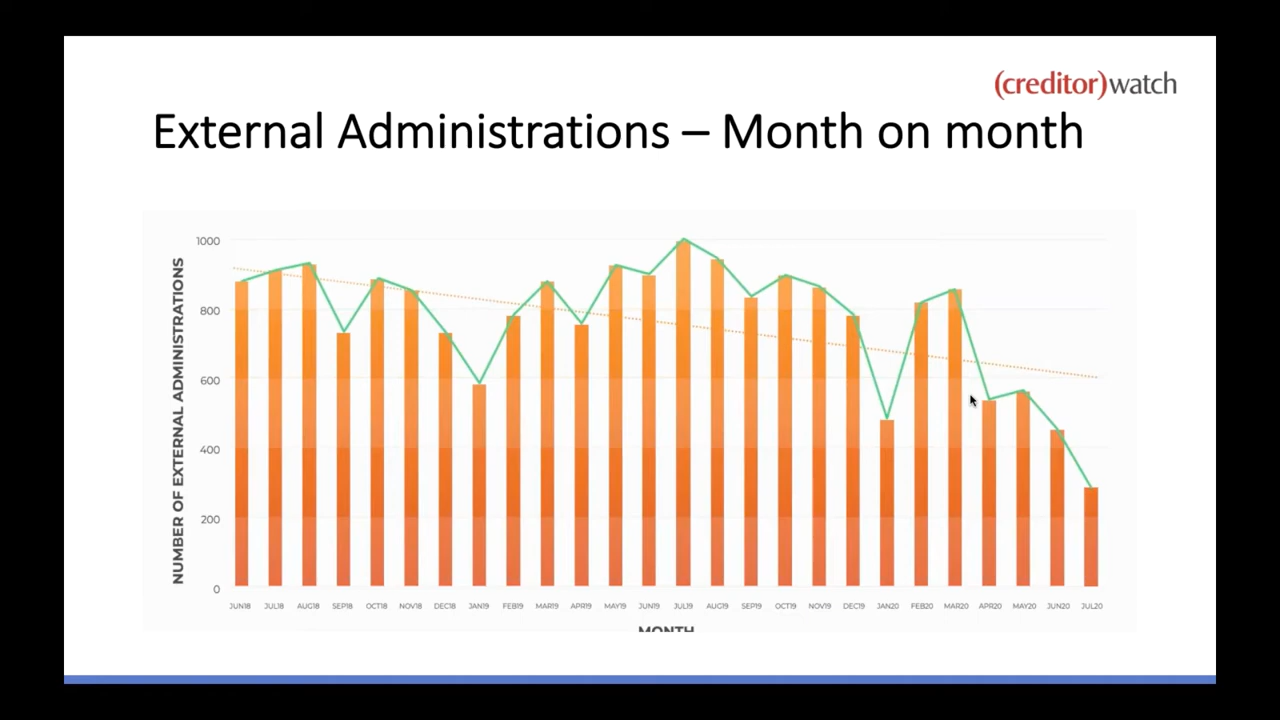 (creditor)watch
External Administrations – Month on month
NUMBER OF EXTERNAL ADMINISTRATIONS
1000
800
600
400
200
0
JUN18 JUL18 AUG18 SEP18 OCT18 NOV18 DEC18 JAN19 FEB19 MAR19 APR19 MAY19 JUN19 JUL19 AUG19 SEP19 OCT19 NOV19 DEC19 JAN20 FEB20 MAR20 APR20 MAY20 JUN20 JUL20
MONTH